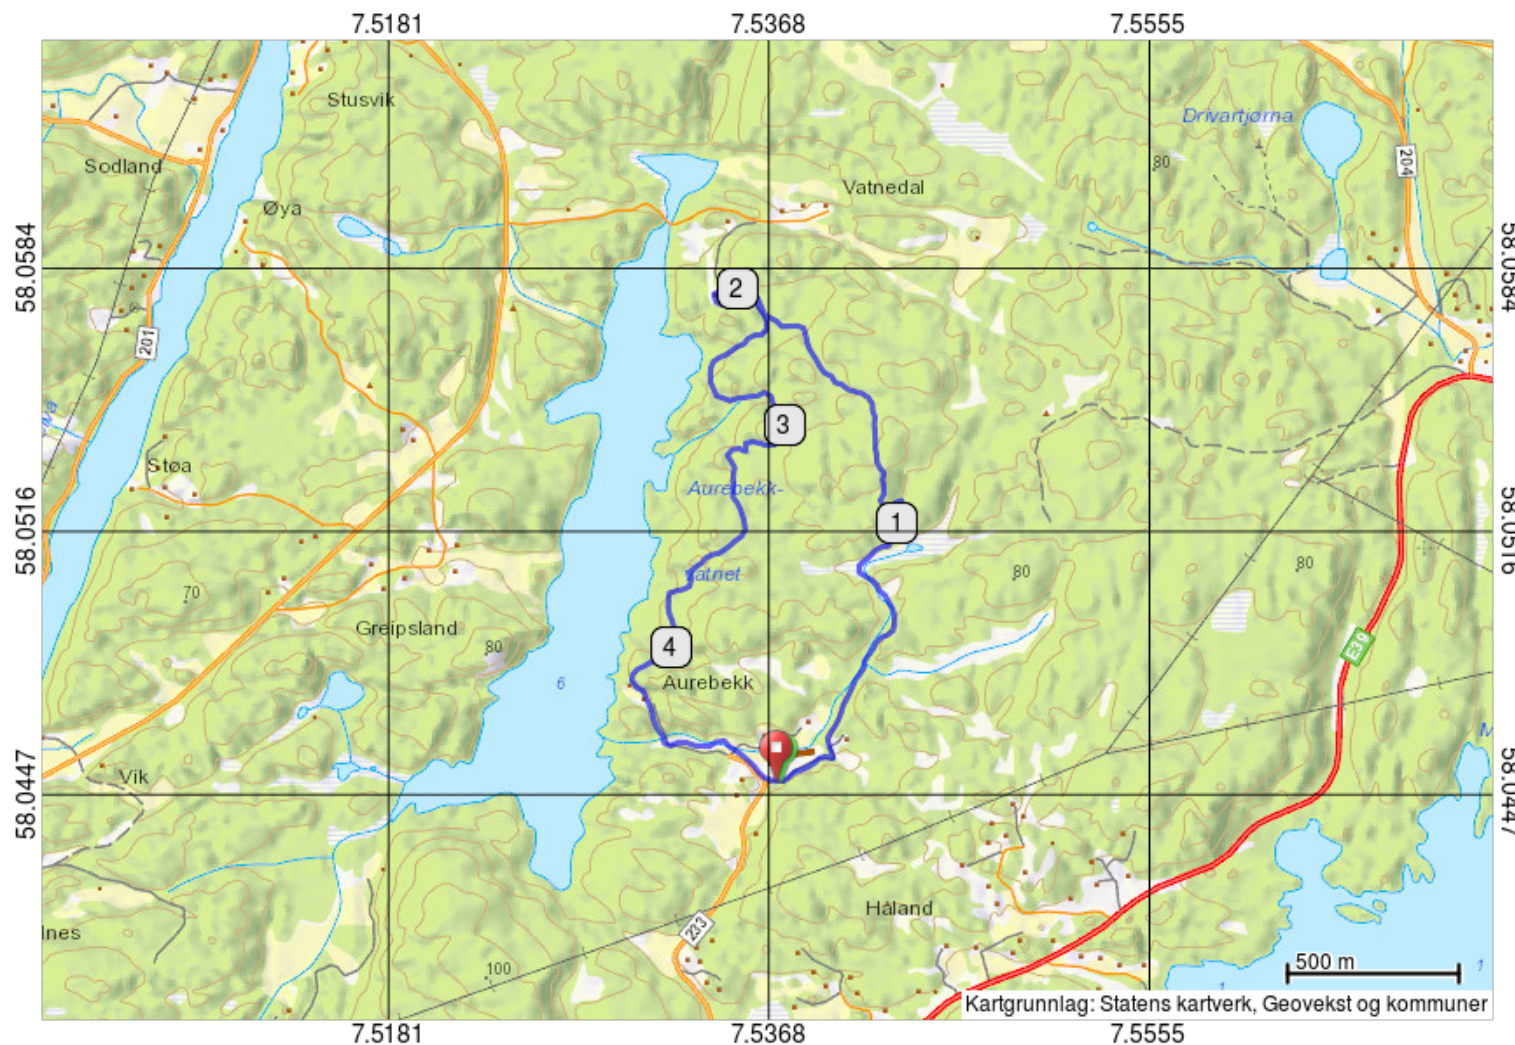 7.5181 7.5368 7.5555
Stusvik
Drivartjørna
Sodland
80
204
Vatnedal
Øya
58.0584
58.0584
2
201
3
Støa
Aurebekk-
1
58.0516
58.0516
vatnet
80
80
70
Greipsland
80
4
E39
6
Aurebekk
M
Vik
58.0447
58.0447
Håland
233
lnes
100
500 m
1
1
Kartgrunnlag: Statens kartverk, Geovekst og kommuner
7.5181 7.5368 7.5555